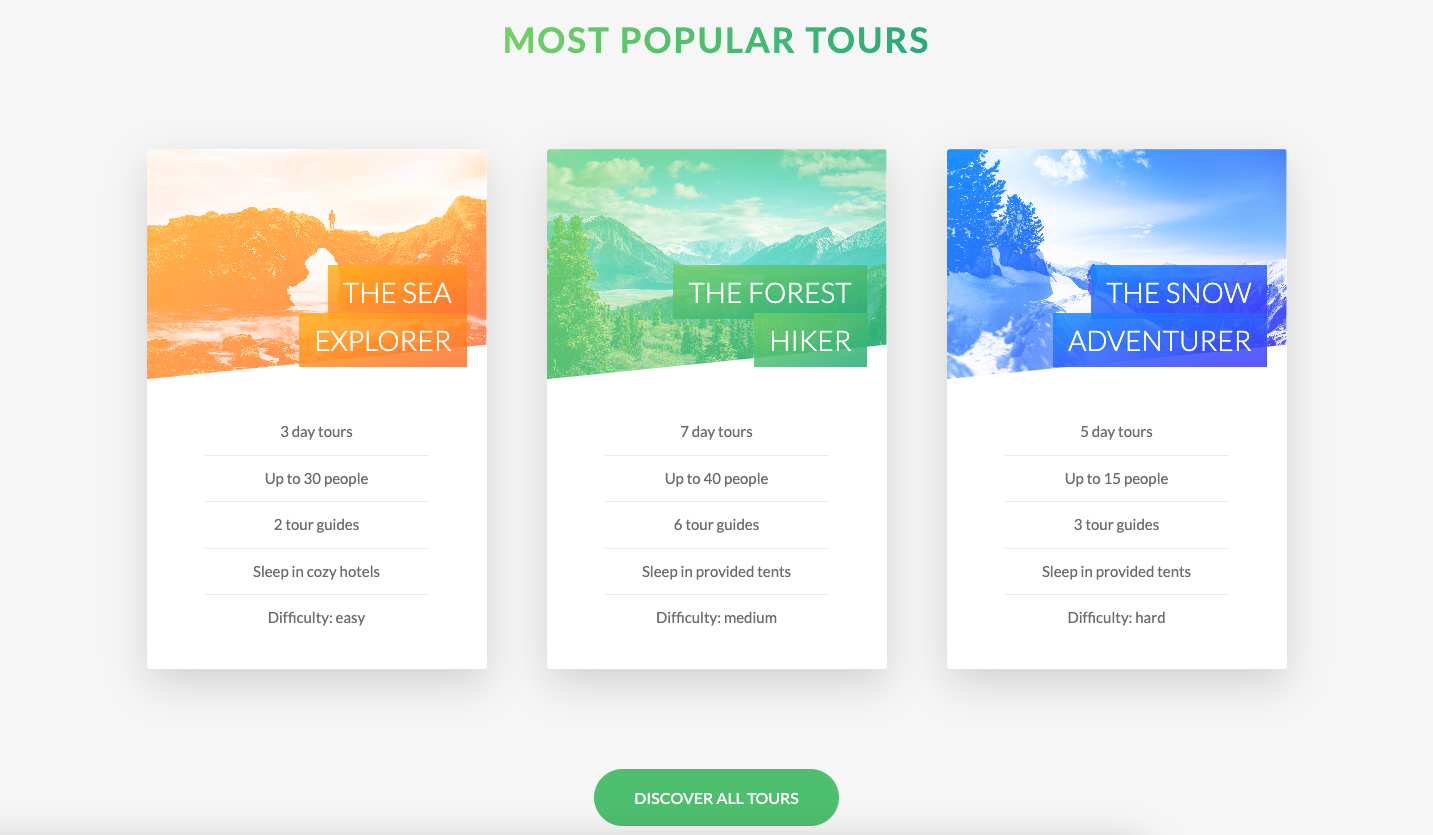 MOST POPULAR TOURS
THE SEA
EXPLORER
3 day tours
Up to 30 people
2 tour guides
Sleep in cozy hotels
Difficulty: easy
THE FOREST
HIKER
7 day tours
Up to 40 people
6 tour guides
Sleep in provided tents
Difficulty: medium
THE SNOW
ADVENTURER
5 day tours
Up to 15 people
3 tour guides
Sleep in provided tents
Difficulty: hard
DISCOVER ALL TOURS